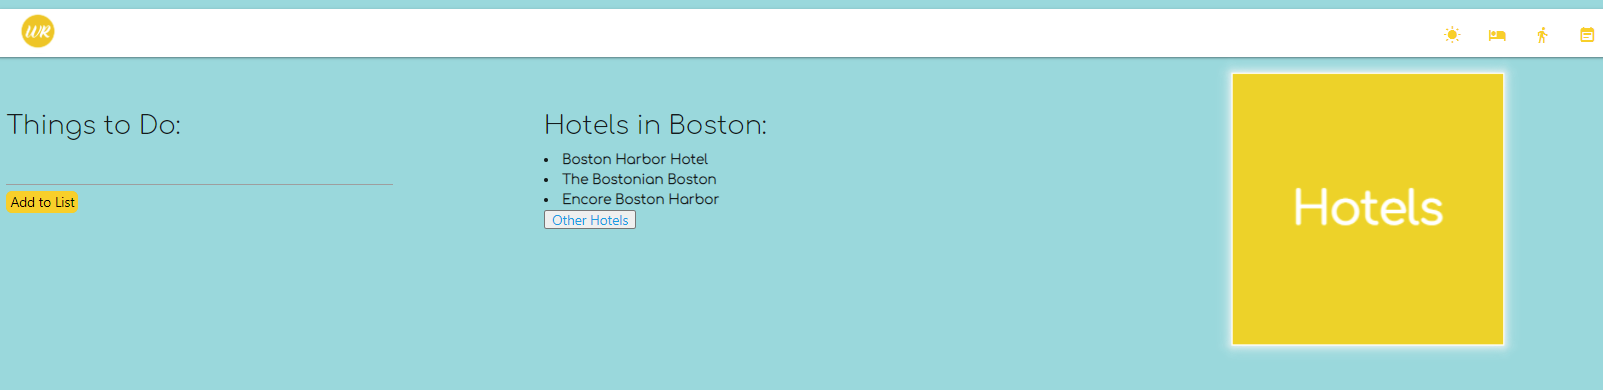 WR
Things to Do:
Add to List
Hotels in Boston:
Boston Harbor Hotel
The Bostonian Boston
Encore Boston Harbor
Other Hotels
Hotels